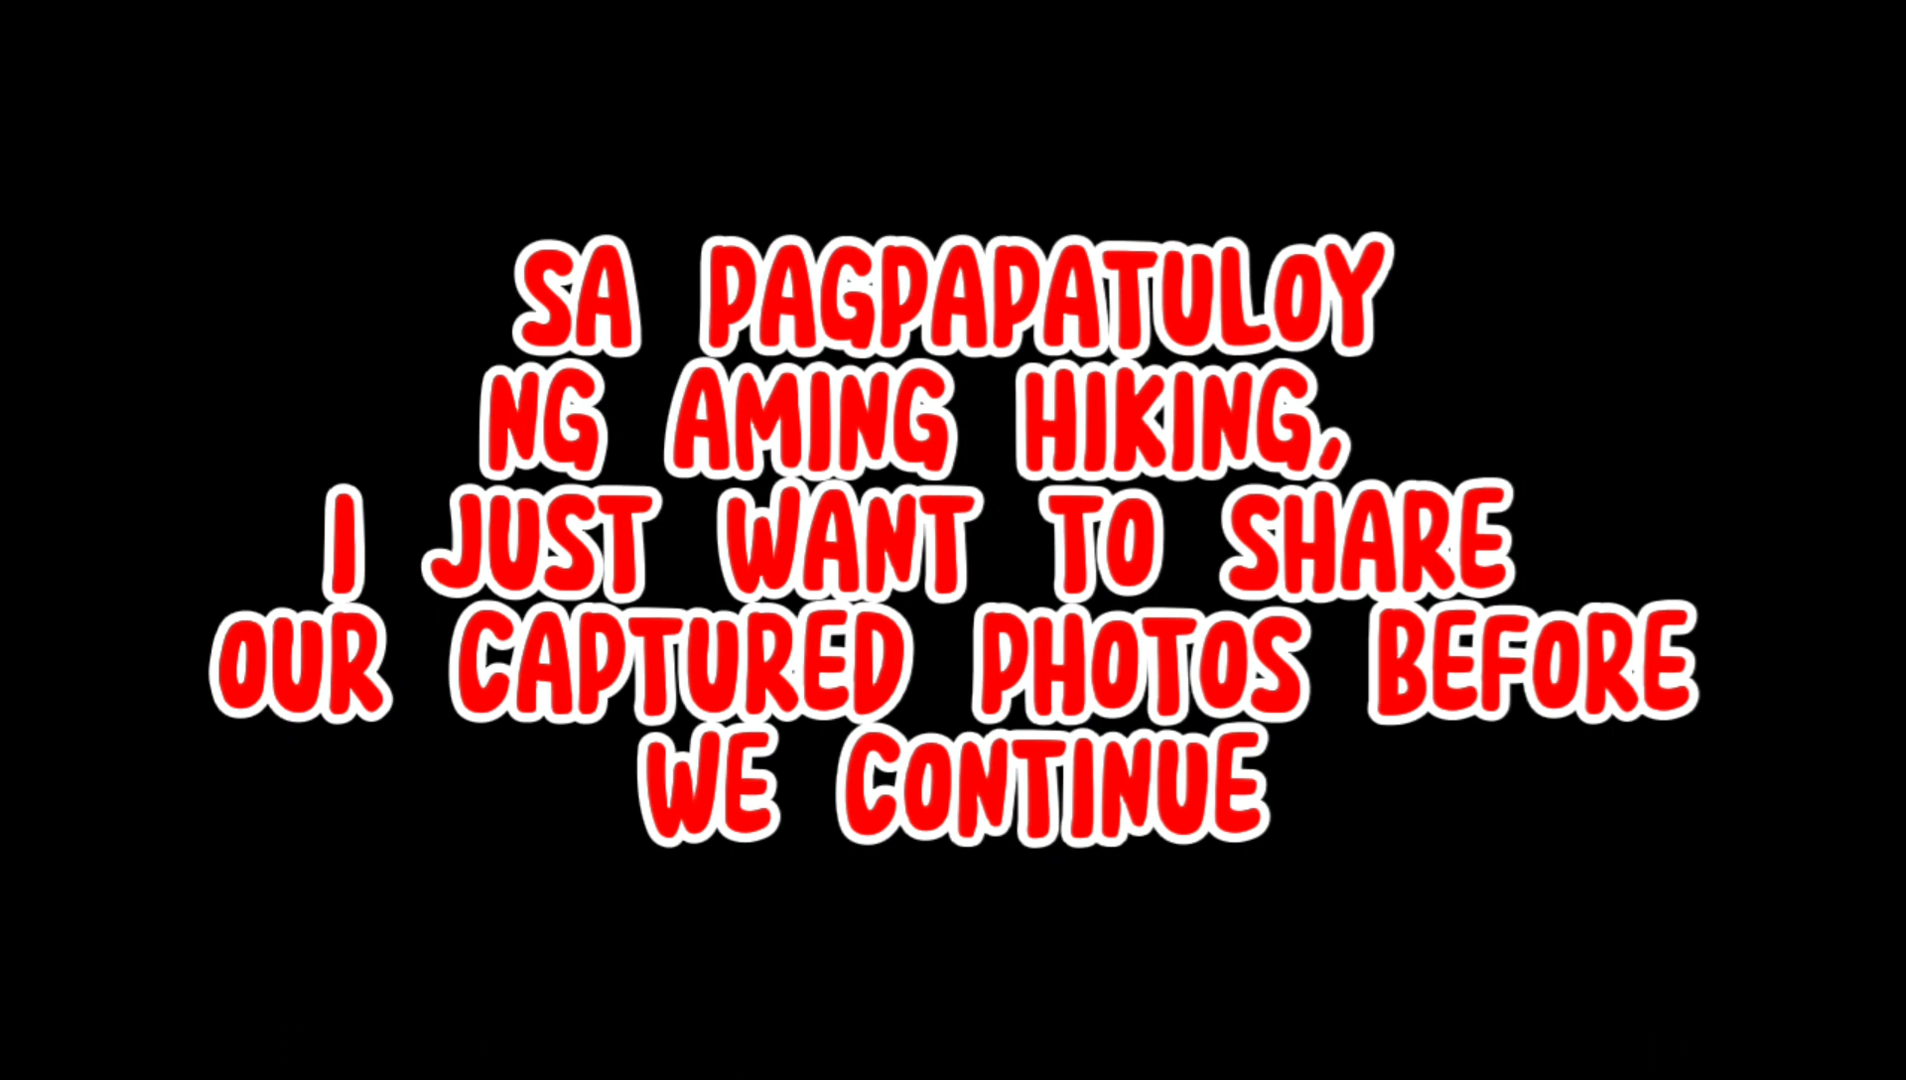 SA PAGPAPATULOY
NG AMING HIKING,
I JUST WANT TO SHARE
OUR CAPTURED PHOTOS BEFORE
WE CONTINUE